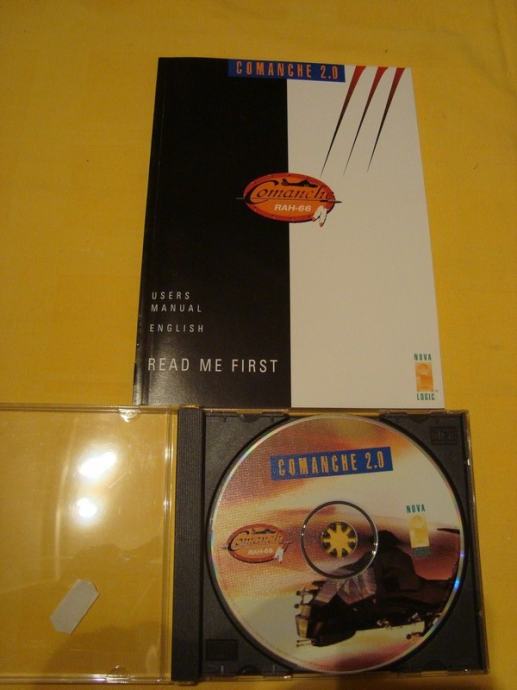 COMANCHE 2.0
Comanche
RAH-66
USERS
MANUAL
ENGLISH
READ ME FIRST
NOVA
LOGIC
COMANCHE 2.0
NOVA
Comanche
RAH-66